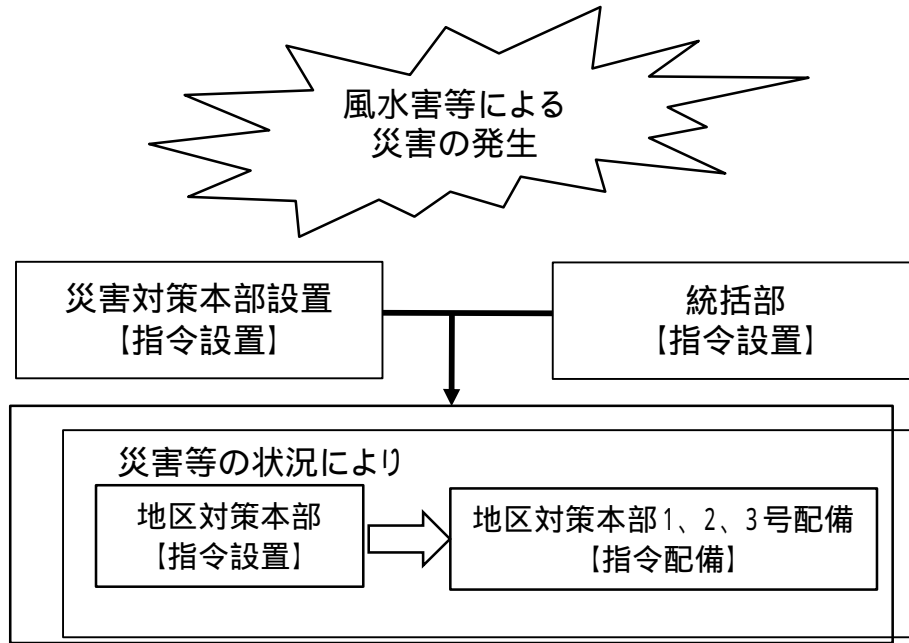 風水害等による
災害の発生
災害対策本部設置
【指令設置】
統括部
【指令設置】
災害等の状況により
地区対策本部
【指令設置】
地区対策本部1、2、3号配備
【指令配備】